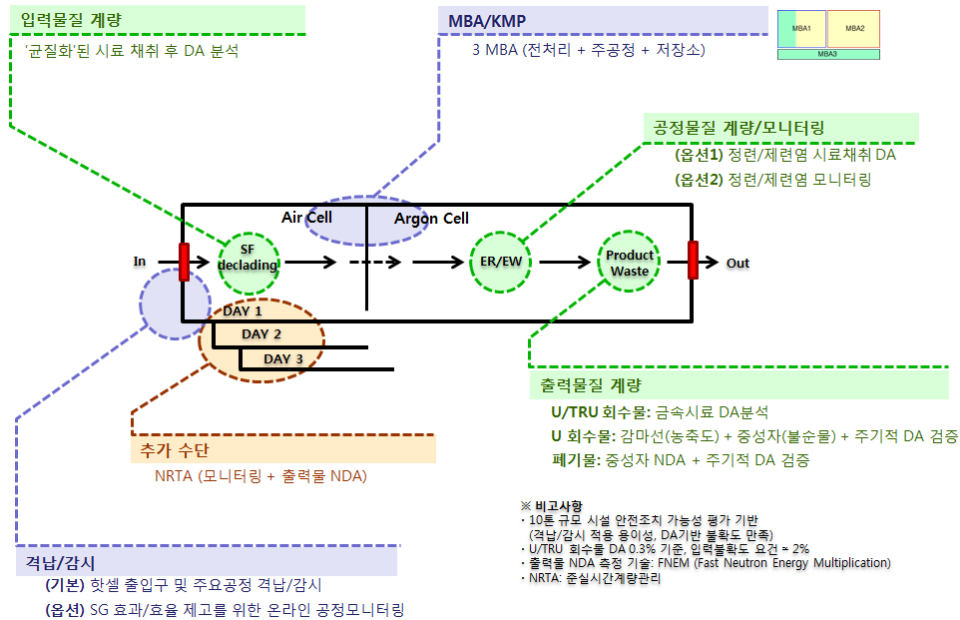 입력물질 계량
'균질화'된 시료 채취 후 DA 분석
MBA/KMP
3 MBA (전처리 + 주공정 + 저장소)
MBA1
MBA2
MBA3
공정물질 계량/모니터링
(옵션1) 정련/제련염 시료채취 DA
(옵션2) 정련/제련염 모니터링
Air Cell
Argon Cell
In
SF
declading
ER/EW
Product
Waste
Out
DAY 1
DAY 2
DAY 3
출력물질 계량
U/TRU 회수물: 금속시료 DA분석
U 회수물: 감마선(농축도) + 중성자(불순물) + 주기적 DA 검증
폐기물: 중성자 NDA + 주기적 DA 검증
추가 수단
NRTA (모니터링 + 출력물 NDA)
※ 비고사항
· 10톤 규모 시설 안전조치 가능성 평가 기반
(격납/감시 적용 용이성, DA기반 불확도 만족)
· U/TRU 회수물 DA 0.3% 기준, 입력불확도 요건 ~ 2%
· 출력물 NDA 측정 기술: FNEM (Fast Neutron Energy Multiplication)
· NRTA: 준실시간계량관리
격납/감시
(기본) 핫셀 출입구 및 주요공정 격납/감시
(옵션) SG 효과/효율 제고를 위한 온라인 공정모니터링